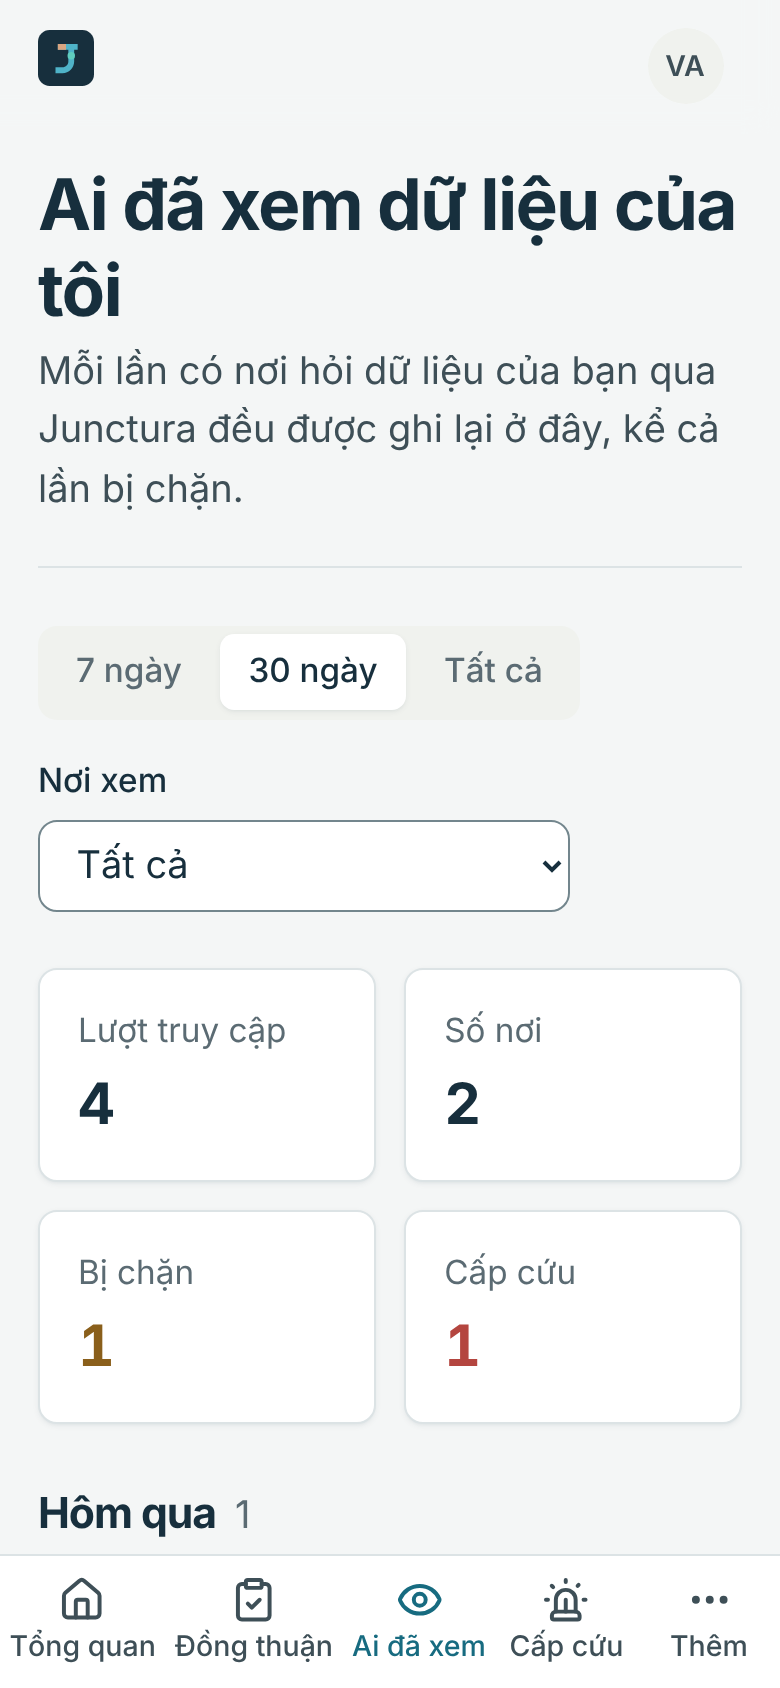 VA
Ai đã xem dữ liệu của
tôi
Mỗi lần có nơi hỏi dữ liệu của bạn qua
Junctura đều được ghi lại ở đây, kể cả
lần bị chặn.
7 ngày
30 ngày
Tất cả
Nơi xem
Tất cả
Lượt truy cập
4
Số nơi
2
Bị chặn
1
Cấp cứu
1
Hôm qua 1
Tổng quan
Đồng thuận
Ai đã xem
Cấp cứu
Thêm